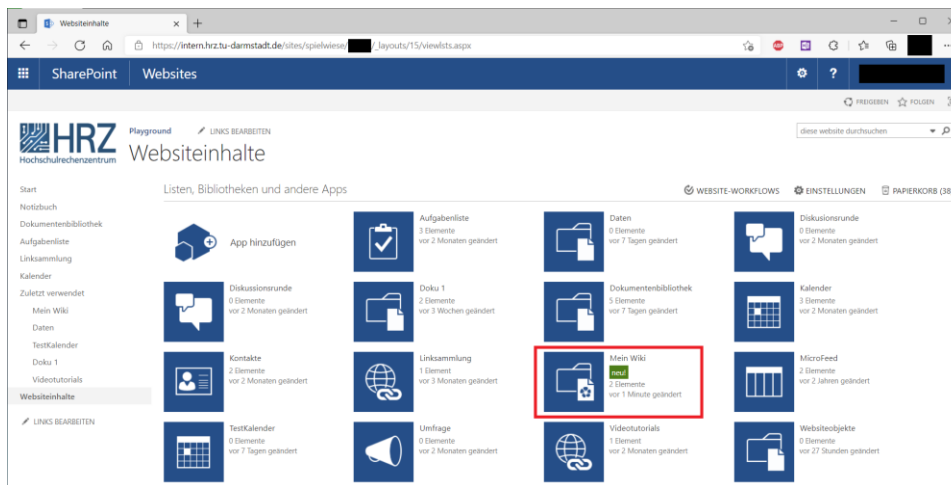 Websiteinhalte
https://intern.hrz.tu-darmstadt.de/sites/spielwiese/ /_layouts/15/viewlsts.aspx
SharePoint Websites
?
FREIGEBEN FOLGEN
HRZ
Hochschulrechenzentrum
Playground LINKS BEARBEITEN
Websiteinhalte
diese website durchsuchen
Start
Notizbuch
Dokumentenbibliothek
Aufgabenliste
Linksammlung
Kalender
Zuletzt verwendet
Mein Wiki
Daten
TestKalender
Doku 1
Videotutorials
Websiteinhalte
LINKS BEARBEITEN
Listen, Bibliotheken und andere Apps
WEBSITE-WORKFLOWS EINSTELLUNGEN PAPIERKORB (38
App hinzufügen
Aufgabenliste
3 Elemente
vor 2 Monaten geändert
Daten
0 Elemente
vor 7 Tagen geändert
Diskusionsrunde
0 Elemente
vor 2 Monaten geändert
Diskussionsrunde
0 Elemente
vor 2 Monaten geändert
Doku 1
2 Elemente
vor 3 Wochen geändert
Dokumentenbibliothek
5 Elemente
vor 7 Tagen geändert
Kalender
3 Elemente
vor 2 Monaten geändert
Kontakte
2 Elemente
vor 2 Monaten geändert
Linksammlung
1 Element
vor 3 Monaten geändert
Mein Wiki
neu!
2 Elemente
vor 1 Minute geändert
MicroFeed
2 Elemente
vor 2 Jahren geändert
TestKalender
0 Elemente
vor 7 Tagen geändert
Umfrage
0 Elemente
vor 2 Monaten geändert
Videotutorials
1 Element
vor 2 Monaten geändert
Websiteobjekte
0 Elemente
vor 27 Stunden geändert